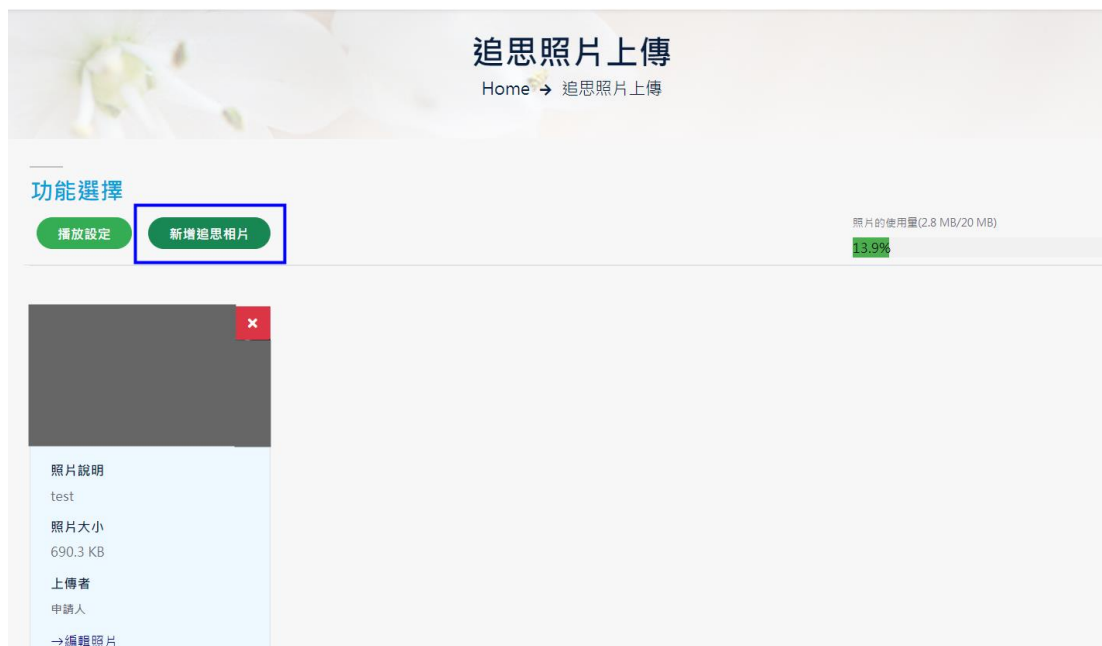 追思照片上傳
Home → 追思照片上傳
功能選擇
播放設定 新增追思相片
照片的使用量(2.8 MB/20 MB)
13.9%
×
照片說明
test
照片大小
690.3 KB
上傳者
申請人
→編輯照片